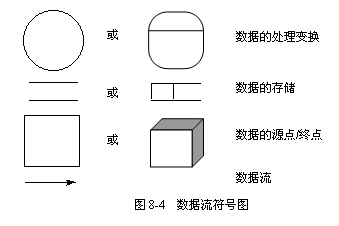 或 数据的处理变换
或 数据的存储
或 数据的源点/终点
数据流
图8-4 数据流符号图